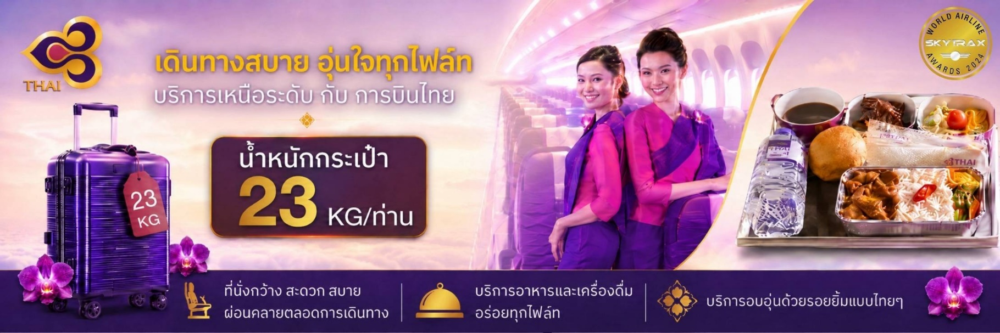 THAI
เดินทางสบาย อุ่นใจทุกไฟล์ท
บริการเหนือระดับ กับ การบินไทย
น้ำหนักกระเป๋า
23 KG/ท่าน
23
KG
WORLD AIRLINE
SKYTRAX
AWARDS 2024
THAI
THAI
ที่นั่งกว้าง สะดวก สบาย
ผ่อนคลายตลอดการเดินทาง
บริการอาหารและเครื่องดื่ม
อร่อยทุกไฟล์ท
บริการอบอุ่นด้วยรอยยิ้มแบบไทยๆ